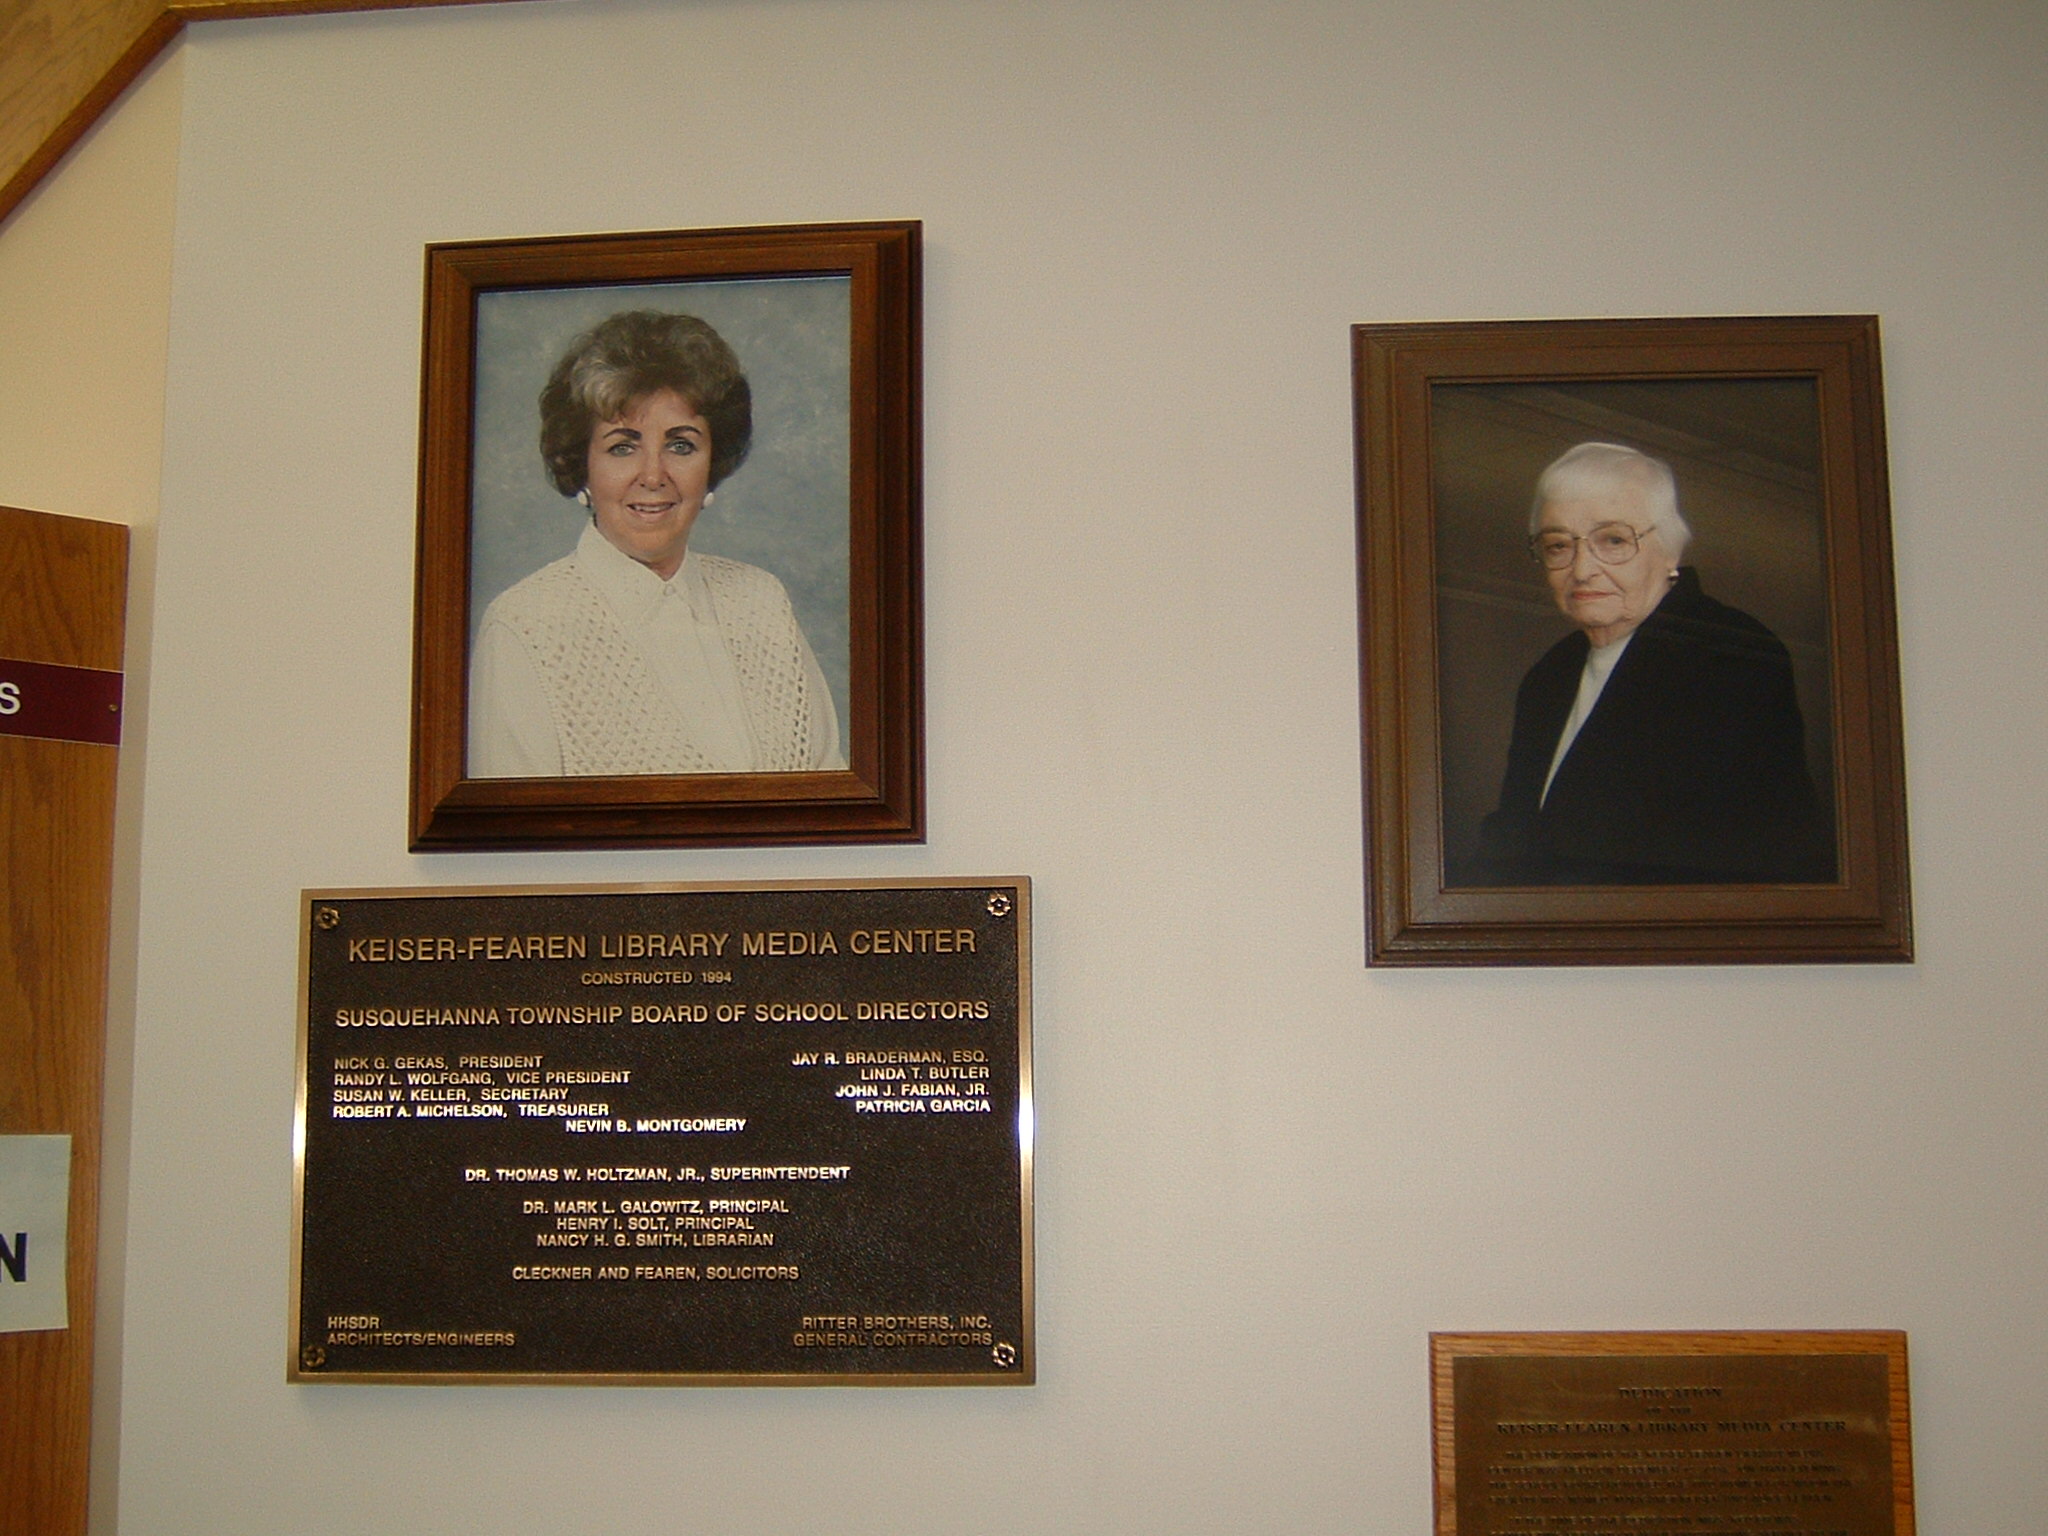 S
N
KEISER-FEAREN LIBRARY MEDIA CENTER
CONSTRUCTED 1994
SUSQUEHANNA TOWNSHIP BOARD OF SCHOOL DIRECTORS
NICK G. GEKAS, PRESIDENT
RANDY L. WOLFGANG, VICE PRESIDENT
SUSAN W. KELLER, SECRETARY
ROBERT A. MICHELSON, TREASURER
JAY R. BRADERMAN, ESQ.
LINDA T. BUTLER
JOHN J. FABIAN, JR.
PATRICIA GARCIA
NEVIN B. MONTGOMERY
DR. THOMAS W. HOLTZMAN, JR., SUPERINTENDENT
DR. MARK L. GALOWITZ, PRINCIPAL
HENRY I. SOLT, PRINCIPAL
NANCY H. G. SMITH, LIBRARIAN
CLECKNER AND FEAREN, SOLICITORS
HHSDR
ARCHITECTS/ENGINEERS
RITTER BROTHERS, INC.
GENERAL CONTRACTORS
DEDICATION
OF THE
KEISER-FEAREN LIBRARY MEDIA CENTER